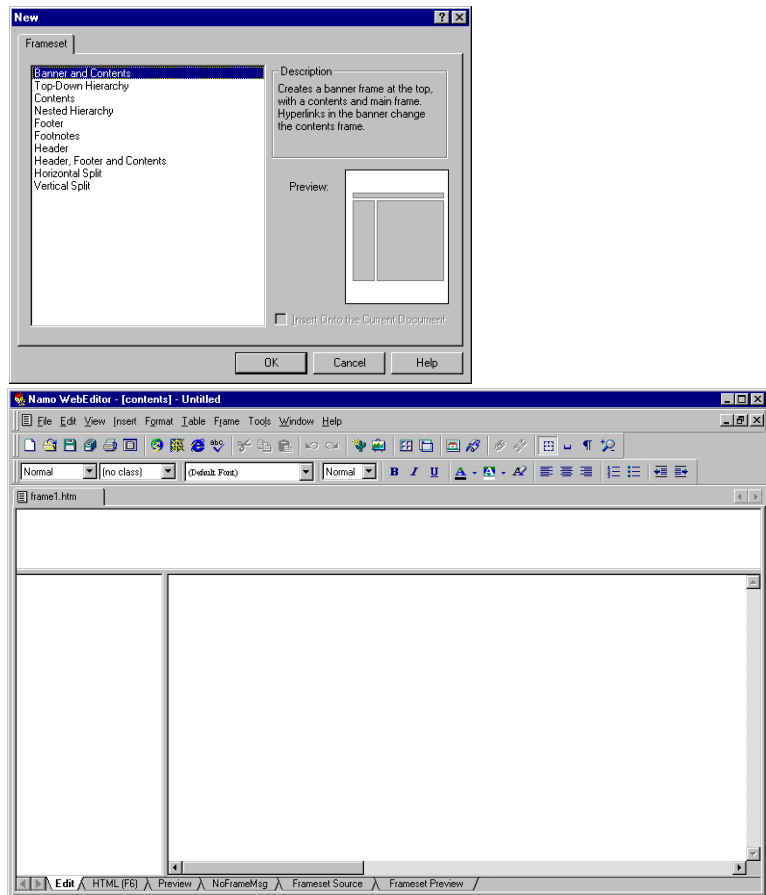 New
Frameset
Banner and Contents
Top-Down Hierarchy
Contents
Nested Hierarchy
Footer
Footnotes
Header
Header, Footer and Contents
Horizontal Split
Vertical Split
Description
Creates a banner frame at the top,
with a contents and main frame.
Hyperlinks in the banner change
the contents frame.
Preview:
Insert Onto the Current Document
OK Cancel Help
Namo WebEditor - [contents] - Untitled
File Edit View Insert Format Table Frame Tools Window Help
Normal (no class) (Default Font) Normal B I U A A A
frame1.htm
Edit HTML (F6) Preview NoFrameMsg Frameset Source Frameset Preview